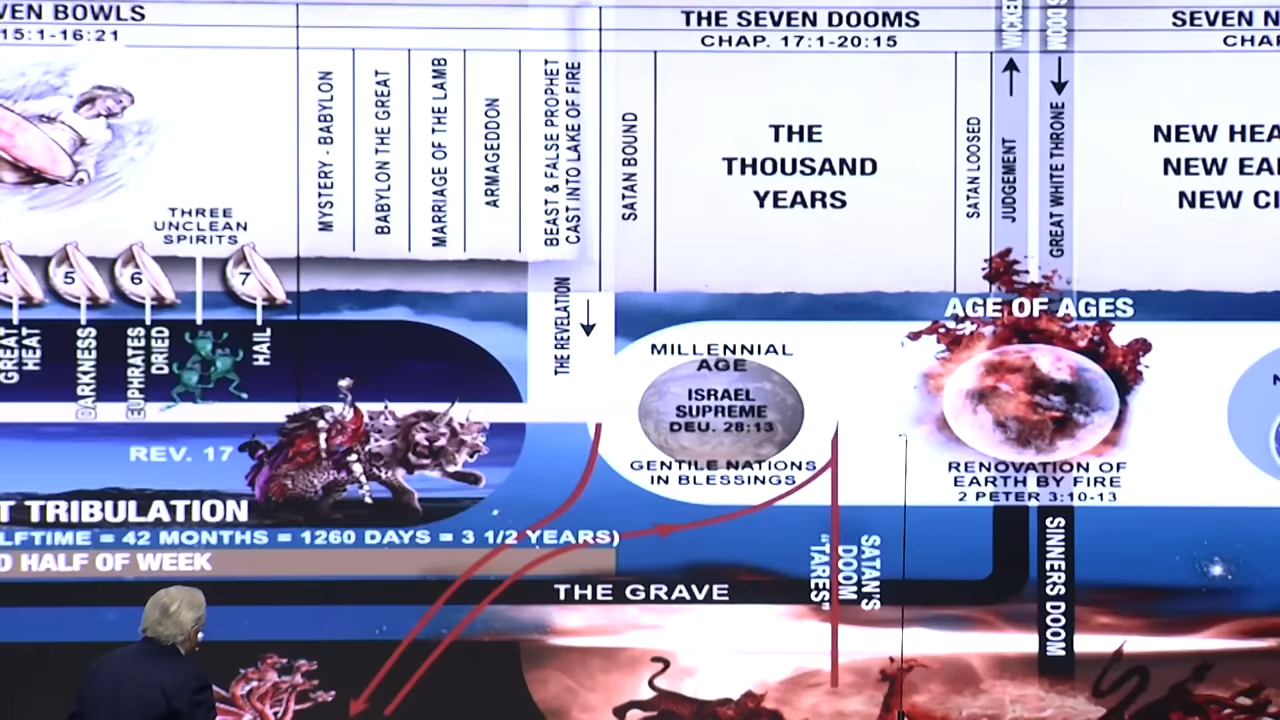 VEN BOWLS
15:1-16:21
THE SEVEN DOOMS
CHAP. 17:1-20:15
WICKED
DOOM
SEVEN N
CHA
MYSTERY - BABYLON
BABYLON THE GREAT
MARRIAGE OF THE LAMB
ARMAGEDDON
BEAST & FALSE PROPHET
CAST INTO LAKE OF FIRE
SATAN BOUND
THE
THOUSAND
YEARS
SATAN LOOSED
JUDGEMENT
GREAT WHITE THRONE
NEW HEA
NEW EA
NEW CI
THREE
UNCLEAN
SPIRITS
4
5
6
7
GREAT
HEAT
DARKNESS
EUPHRATES
DRIED
HAIL
THE REVELATION
AGE OF AGES
MILLENNIAL
AGE
ISRAEL
SUPREME
DEU. 28:13
GENTILE NATIONS
IN BLESSINGS
RENOVATION OF
EARTH BY FIRE
2 PETER 3:10-13
N
REV. 17
T TRIBULATION
LFTIME = 42 MONTHS = 1260 DAYS = 3 1/2 YEARS)
D HALF OF WEEK
THE GRAVE
"TARES"
SATAN'S
DOOM
SINNERS DOOM